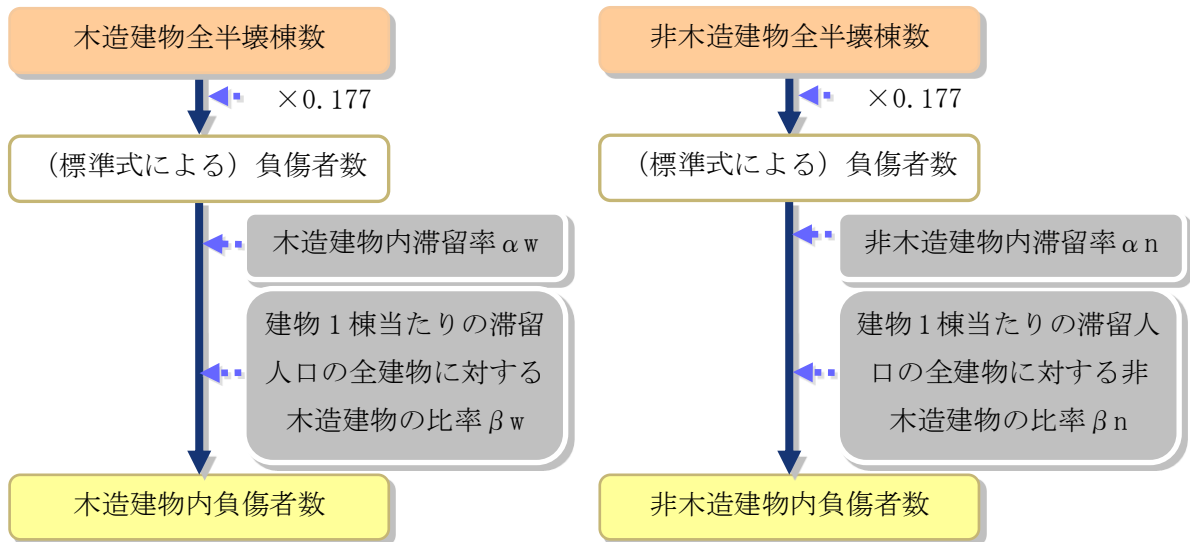 木造建物全半壊棟数
×0.177
(標準式による)負傷者数
木造建物内滞留率αw
建物1棟当たりの滞留
人口の全建物に対する
木造建物の比率βw
木造建物内負傷者数
非木造建物全半壊棟数
×0.177
(標準式による)負傷者数
非木造建物内滞留率αn
建物1棟当たりの滞留人
口の全建物に対する非
木造建物の比率βn
非木造建物内負傷者数